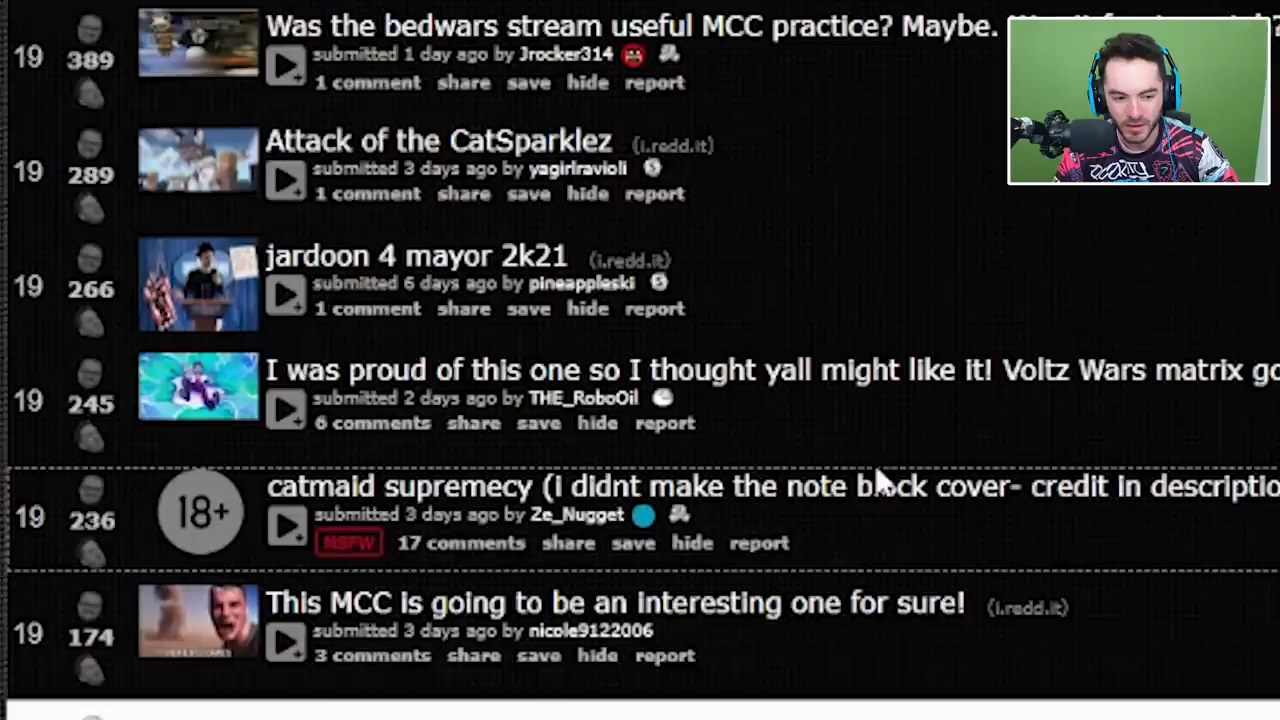 Was the bedwars stream useful MCC practice? Maybe.
19
389
submitted 1 day ago by Jrocker314
1 comment share save hide report
Attack of the CatSparklez (i.redd.it)
19
289
submitted 3 days ago by yagirlravioli
1 comment share save hide report
jardoon 4 mayor 2k21 (i.redd.it)
19
266
submitted 6 days ago by pineappleski
1 comment share save hide report
I was proud of this one so I thought yall might like it! Voltz Wars matrix go
19
245
submitted 2 days ago by THE_RoboOil
6 comments share save hide report
catmaid supremecy (i didnt make the note block cover- credit in descriptio
18+
19
236
submitted 3 days ago by Ze_Nugget
NSFW 17 comments share save hide report
This MCC is going to be an interesting one for sure! (i.redd.it)
19
174
submitted 3 days ago by nicole9122006
3 comments share save hide report